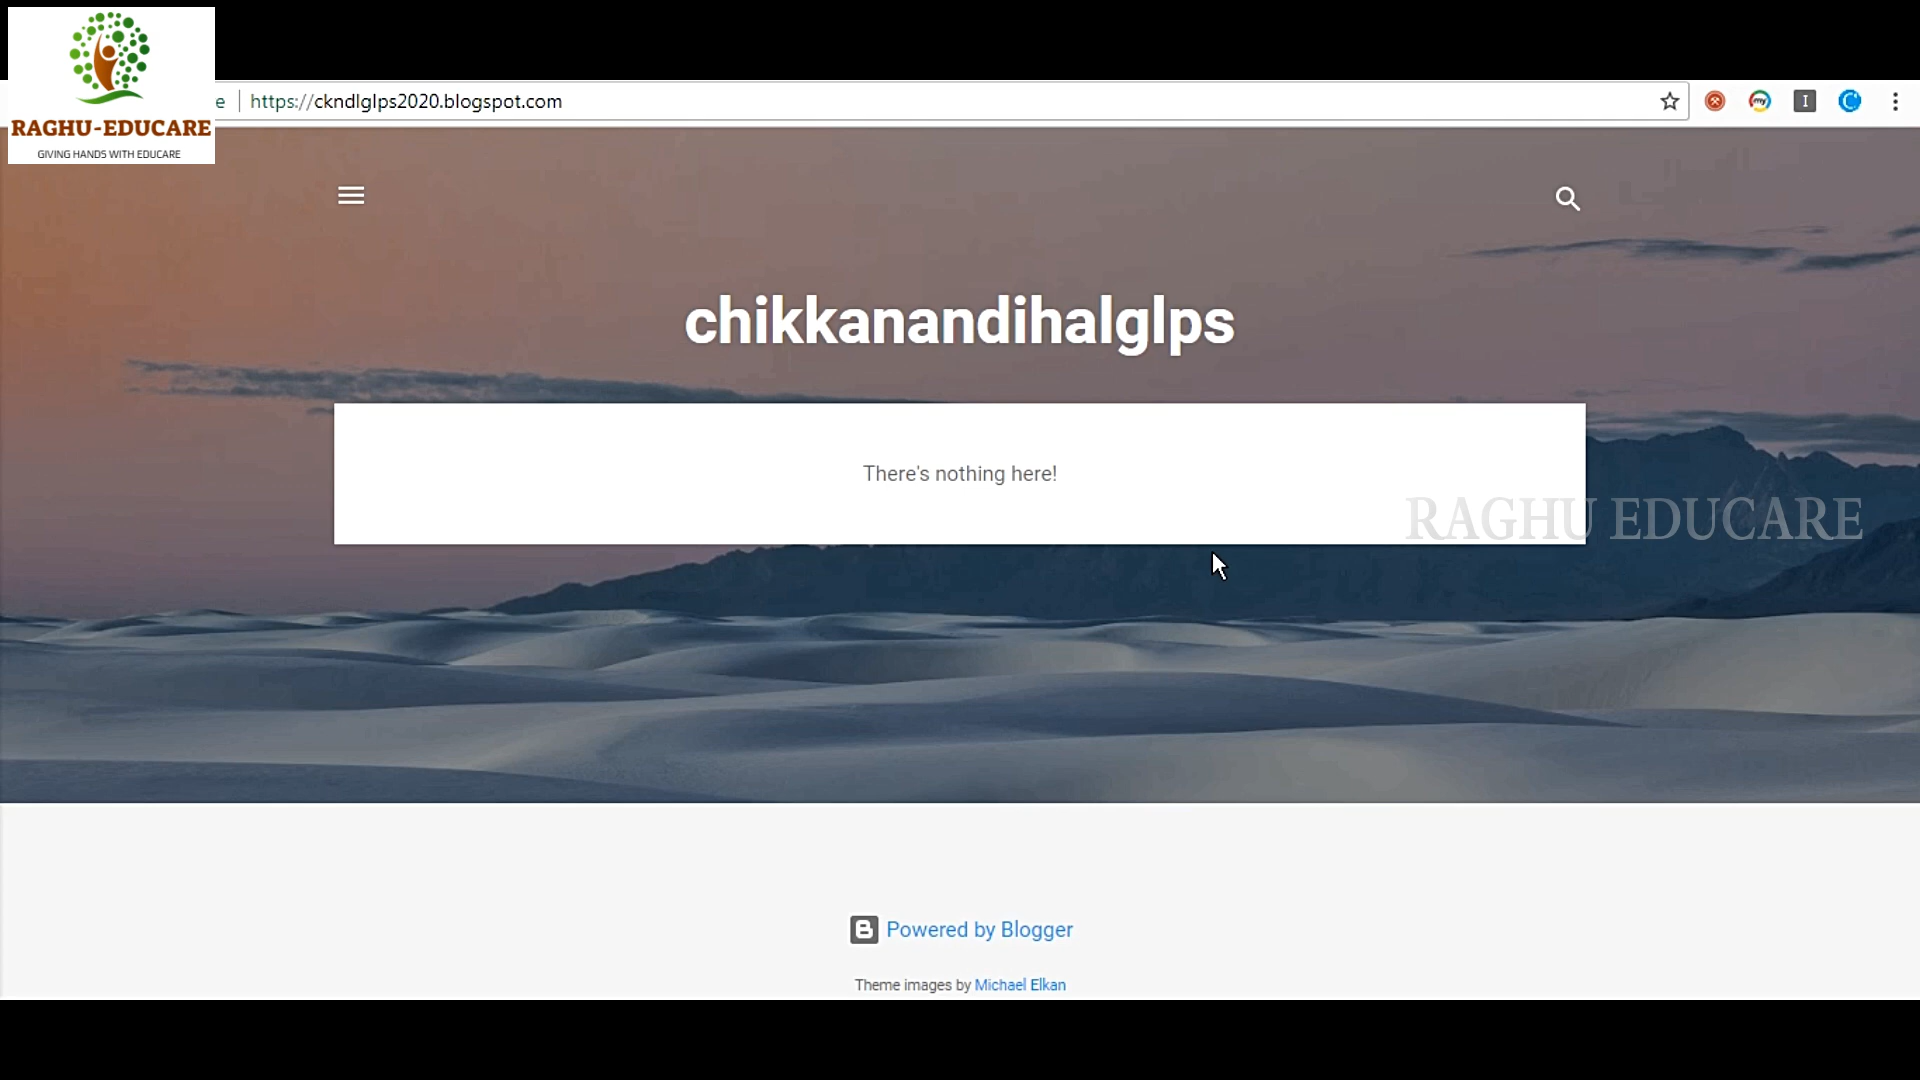 RAGHU-EDUCARE
GIVING HANDS WITH EDUCARE
e | https://ckndlglps2020.blogspot.com
my
I
C
chikkanandihalglps
There's nothing here!
RAGHU EDUCARE
Powered by Blogger
Theme images by Michael Elkan